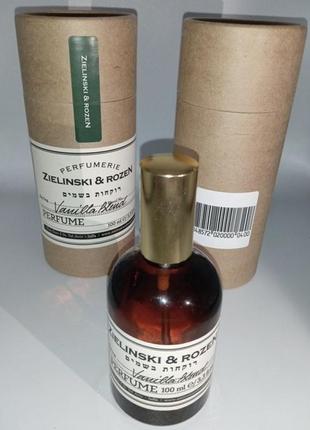 ZIELINSKI & ROZEN
PERFUMERIE
ZIELINSKI & ROZEN
רוקחות בשמים
Vanilla Blend
PERFUME
100 ml
ZIELINSKI & ROZEN
רוקחות בשמים
Vanilla Blend
PERFUME
100 ml